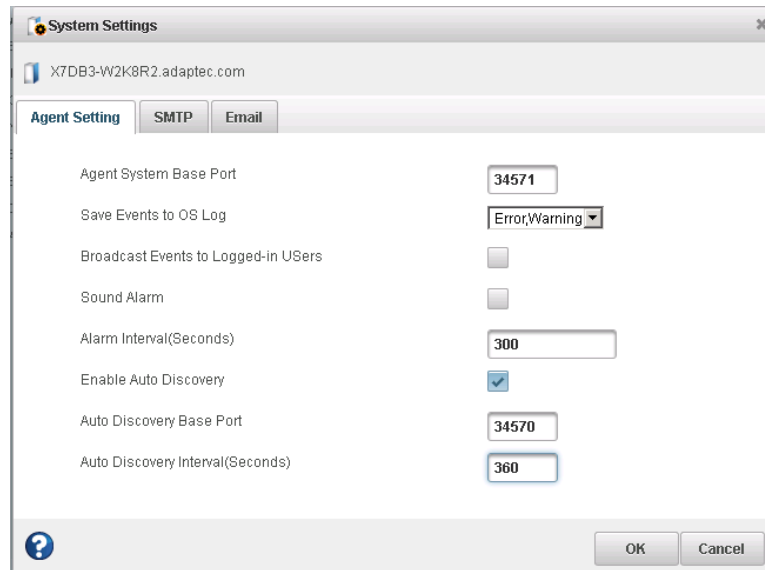 System Settings
X7DB3-W2K8R2.adaptec.com
Agent Setting SMTP Email
Agent System Base Port 34571
Save Events to OS Log Error,Warning
Broadcast Events to Logged-in USers
Sound Alarm
Alarm Interval(Seconds) 300
Enable Auto Discovery
Auto Discovery Base Port 34570
Auto Discovery Interval(Seconds) 360
? OK Cancel